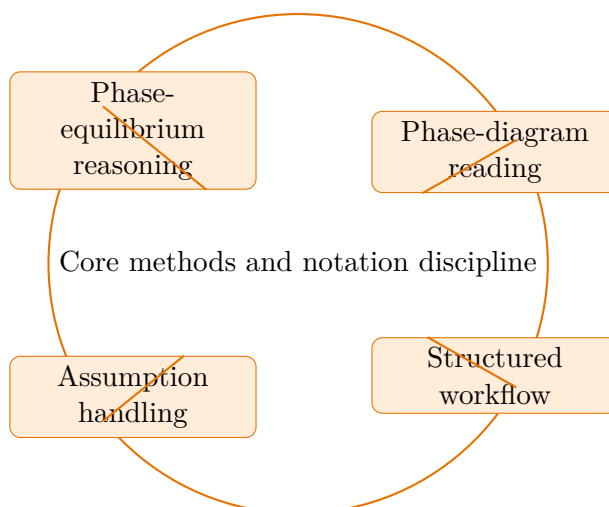 Phase-
equilibrium
reasoning
Phase-diagram
reading
Core methods and notation discipline
Assumption
handling
Structured
workflow